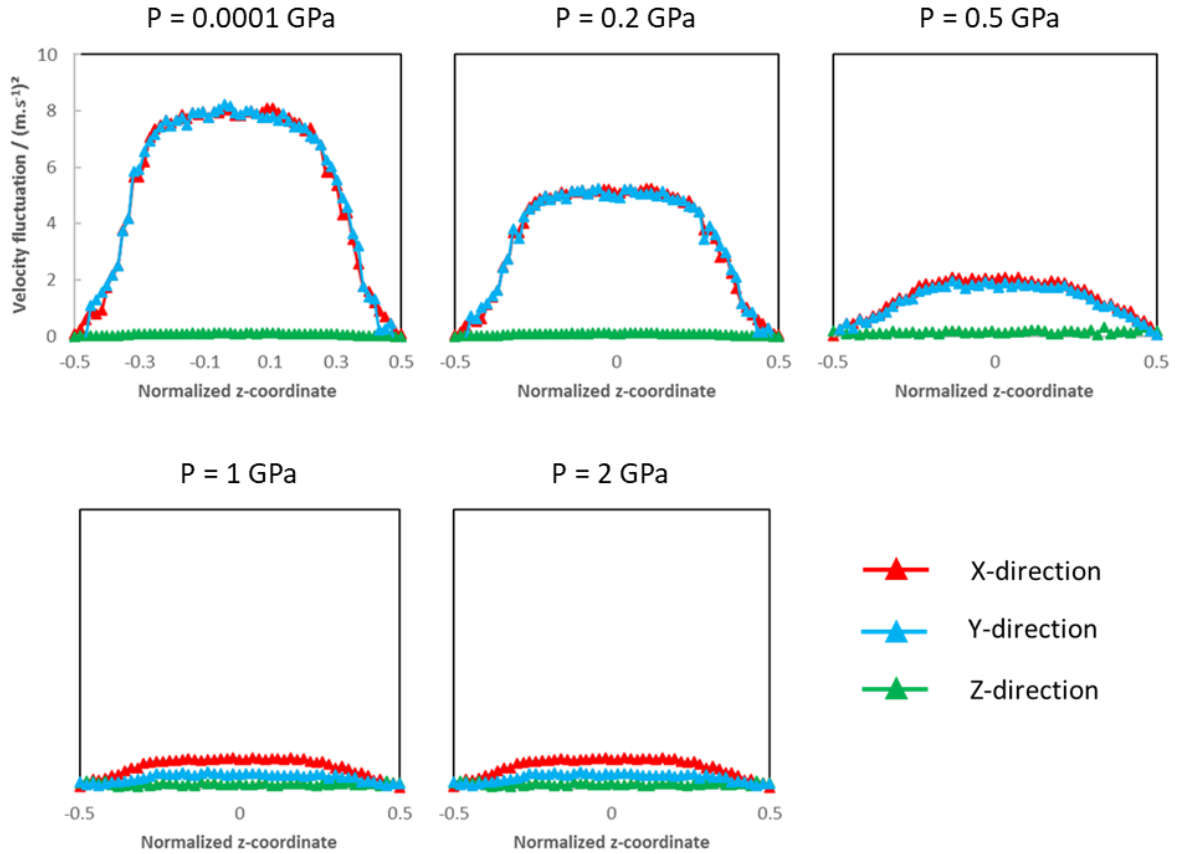 P = 0.0001 GPa
P = 0.2 GPa
P = 0.5 GPa
Velocity fluctuation / (m.s⁻¹)²
10
8
6
4
2
0
-0.5 -0.3 -0.1 0.1 0.3 0.5
-0.5 0 0.5
-0.5 0 0.5
Normalized z-coordinate
Normalized z-coordinate
Normalized z-coordinate
P = 1 GPa
P = 2 GPa
X-direction
Y-direction
Z-direction
-0.5 0 0.5
-0.5 0 0.5
Normalized z-coordinate
Normalized z-coordinate